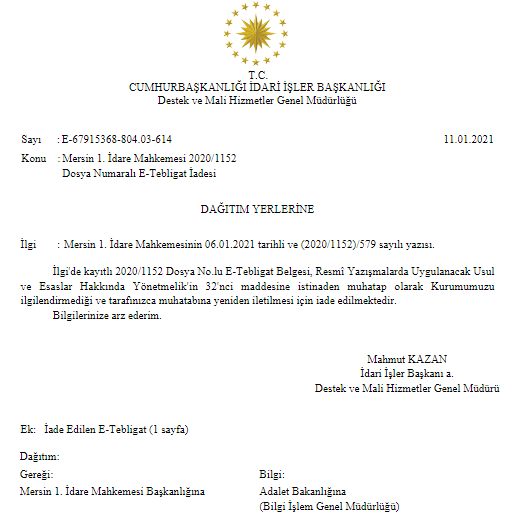 T.C.
CUMHURBAŞKANLIĞI İDARİ İŞLER BAŞKANLIĞI
Destek ve Mali Hizmetler Genel Müdürlüğü
Sayı : E-67915368-804.03-614 11.01.2021
Konu : Mersin 1. İdare Mahkemesi 2020/1152
Dosya Numaralı E-Tebligat İadesi
DAĞITIM YERLERİNE
İlgi : Mersin 1. İdare Mahkemesinin 06.01.2021 tarihli ve (2020/1152)/579 sayılı yazısı.
İlgi'de kayıtlı 2020/1152 Dosya No.lu E-Tebligat Belgesi, Resmî Yazışmalarda Uygulanacak Usul
ve Esaslar Hakkında Yönetmelik'in 32'nci maddesine istinaden muhatap olarak Kurumumuzu
ilgilendirmediği ve tarafınızca muhatabına yeniden iletilmesi için iade edilmektedir.
Bilgilerinize arz ederim.
Mahmut KAZAN
İdari İşler Başkanı a.
Destek ve Mali Hizmetler Genel Müdürü
Ek: İade Edilen E-Tebligat (1 sayfa)
Dağıtım:
Gereği: Bilgi:
Mersin 1. İdare Mahkemesi Başkanlığına Adalet Bakanlığına
(Bilgi İşlem Genel Müdürlüğü)